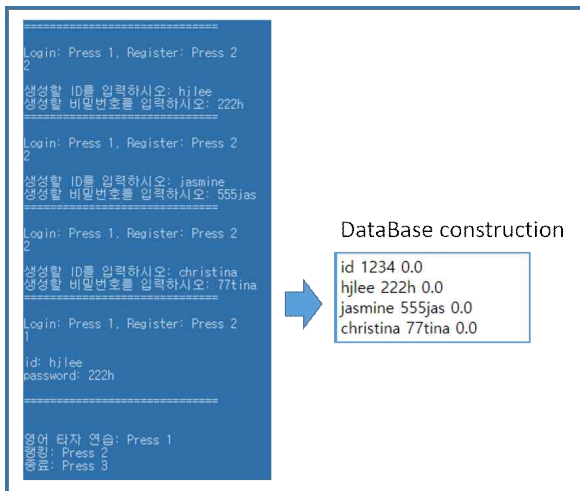 ==============================
Login: Press 1, Register: Press 2
2
생성할 ID를 입력하시오: hjlee
생성할 비밀번호를 입력하시오: 222h
==============================
Login: Press 1, Register: Press 2
2
생성할 ID를 입력하시오: jasmine
생성할 비밀번호를 입력하시오: 555jas
==============================
Login: Press 1, Register: Press 2
2
생성할 ID를 입력하시오: christina
생성할 비밀번호를 입력하시오: 77tina
==============================
Login: Press 1, Register: Press 2
1
id: hjlee
password: 222h
==============================
영어 타자 연습: Press 1
랭킹: Press 2
종료: Press 3
DataBase construction
id 1234 0.0
hjlee 222h 0.0
jasmine 555jas 0.0
christina 77tina 0.0